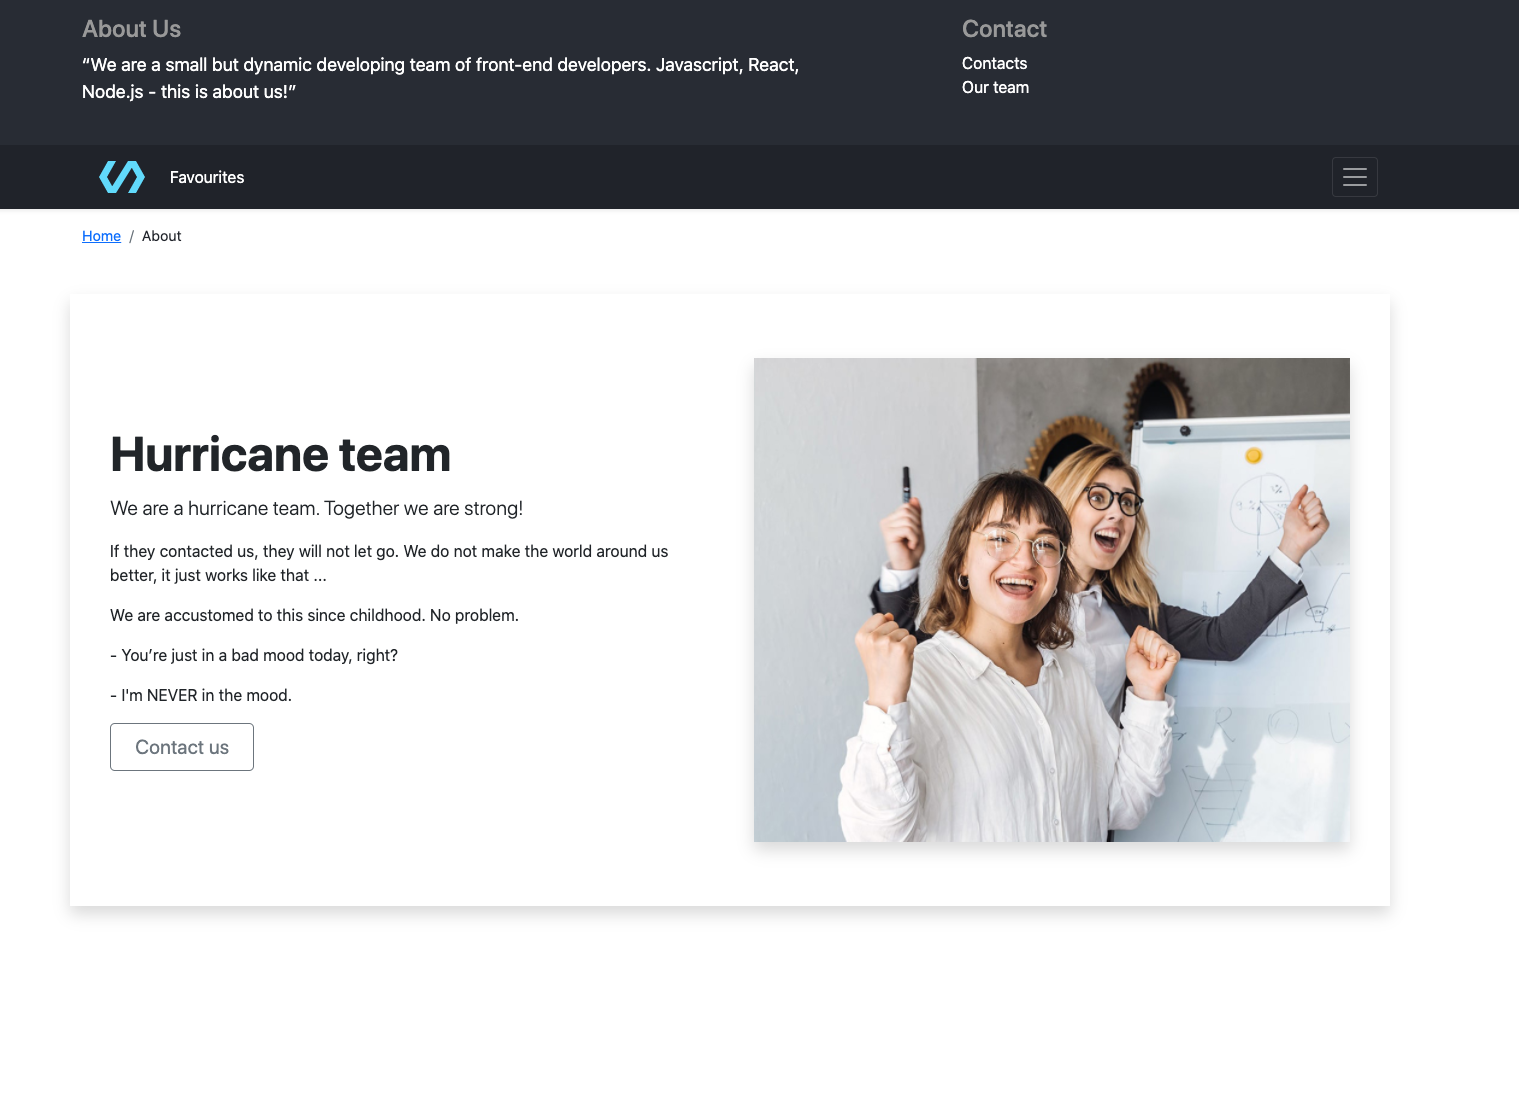 About Us
“We are a small but dynamic developing team of front-end developers. Javascript, React,
Node.js - this is about us!”
Contact
Contacts
Our team
Favourites
Home / About
Hurricane team
We are a hurricane team. Together we are strong!
If they contacted us, they will not let go. We do not make the world around us
better, it just works like that ...
We are accustomed to this since childhood. No problem.
- You’re just in a bad mood today, right?
- I'm NEVER in the mood.
Contact us